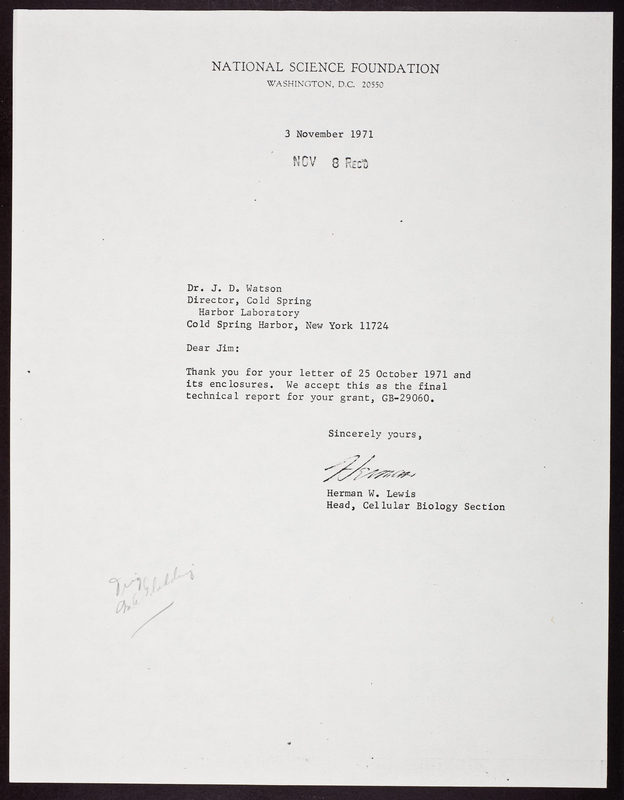 NATIONAL SCIENCE FOUNDATION
WASHINGTON, D.C. 20550
3 November 1971
NOV 8 REC'D
Dr. J. D. Watson
Director, Cold Spring
Harbor Laboratory
Cold Spring Harbor, New York 11724
Dear Jim:
Thank you for your letter of 25 October 1971 and
its enclosures. We accept this as the final
technical report for your grant, GB-29060.
Sincerely yours,
Herman
Herman W. Lewis
Head, Cellular Biology Section